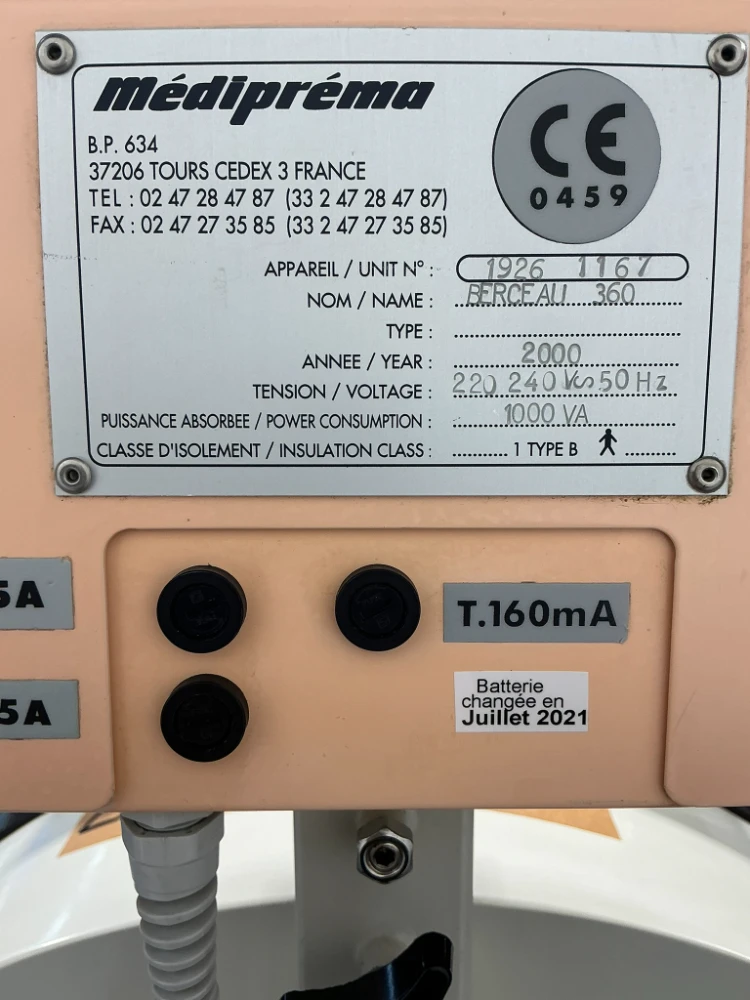 Médipréma
B.P. 634
37206 TOURS CEDEX 3 FRANCE
TEL : 02 47 28 47 87 (33 2 47 28 47 87)
FAX : 02 47 27 35 85 (33 2 47 27 35 85)
CE
0459
APPAREIL / UNIT N° : 1926 1167
NOM / NAME : BERCEAU 360
TYPE :
ANNEE / YEAR : 2000
TENSION / VOLTAGE : 220 240 V~ 50 Hz
PUISSANCE ABSORBEE / POWER CONSUMPTION : 1000 VA
CLASSE D'ISOLEMENT / INSULATION CLASS : 1 TYPE B
5A
T.160mA
5A
Batterie
changée en
Juillet 2021